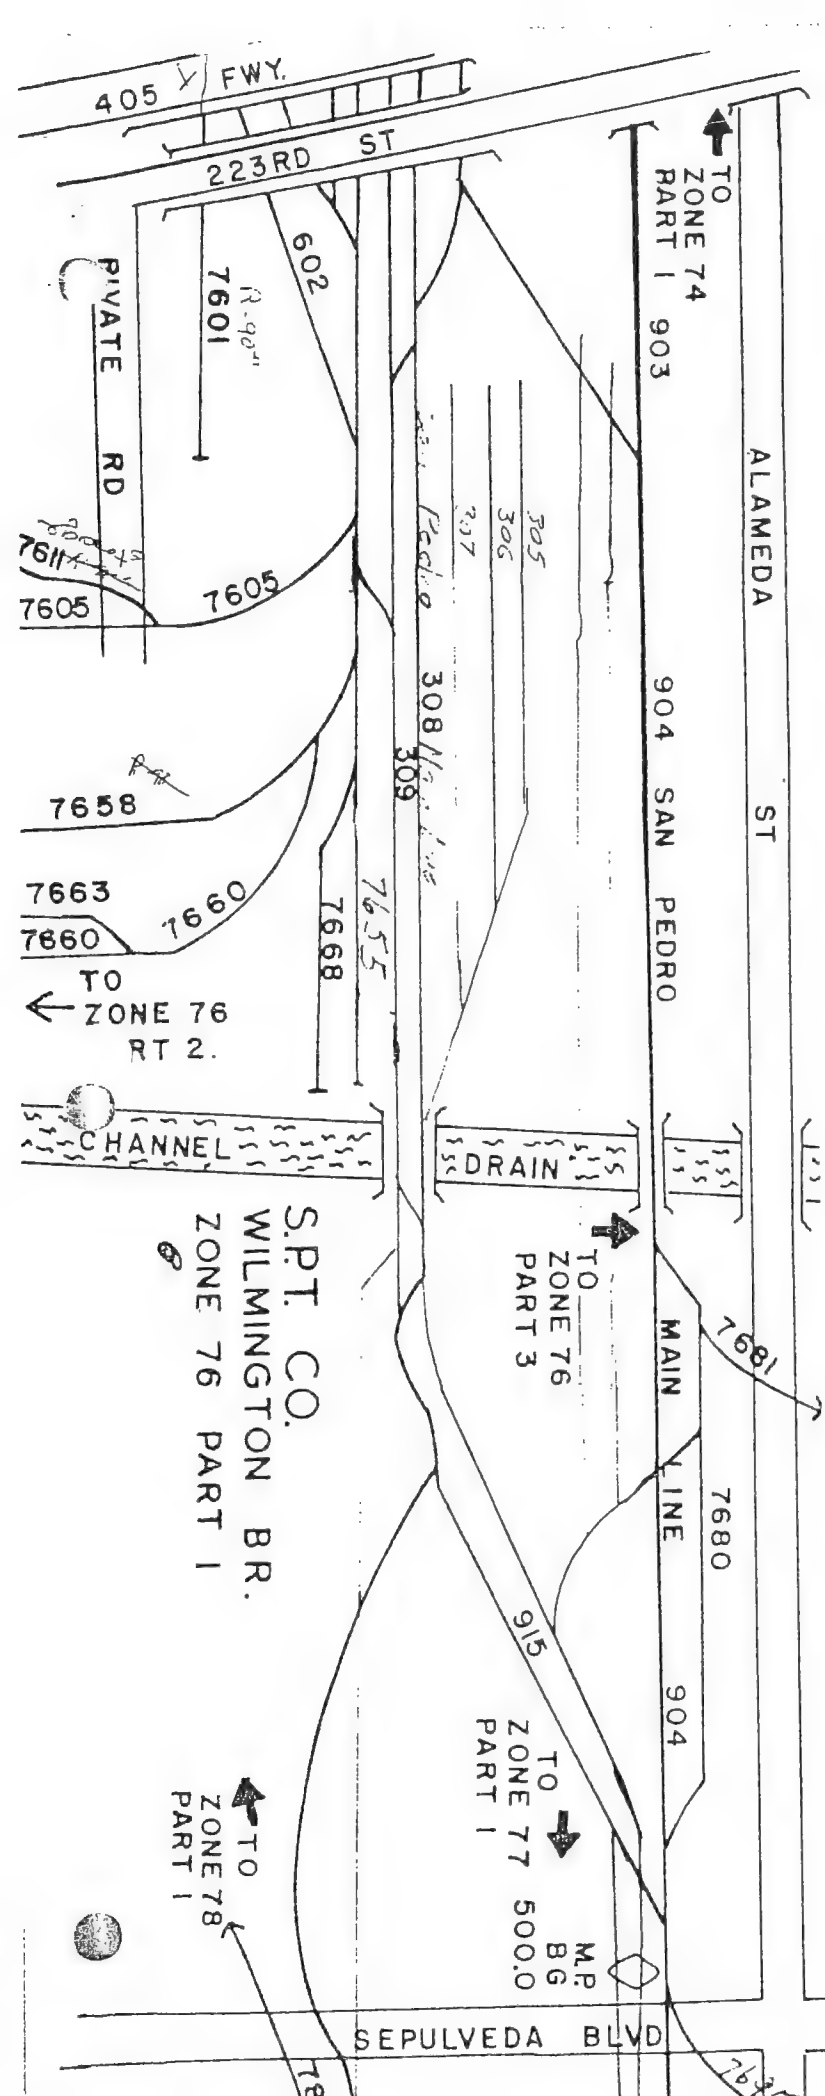 405
FWY.
223RD ST
TO
ZONE 74
PART 1
903
602
7601
R-90"
PIVATE RD
ALAMEDA ST
305
306
307
7611
7605
7605
308
309
904 SAN PEDRO
7658
7663
7660
7660
7668
7655
TO
ZONE 76
RT 2.
CHANNEL
DRAIN
S.P.T. CO.
WILMINGTON BR.
ZONE 76 PART 1
TO
ZONE 76
PART 3
MAIN LINE
7681
7680
915
904
TO
ZONE 77
PART 1
TO
ZONE 78
PART 1
M.P.
BG
500.0
SEPULVEDA BLVD
78